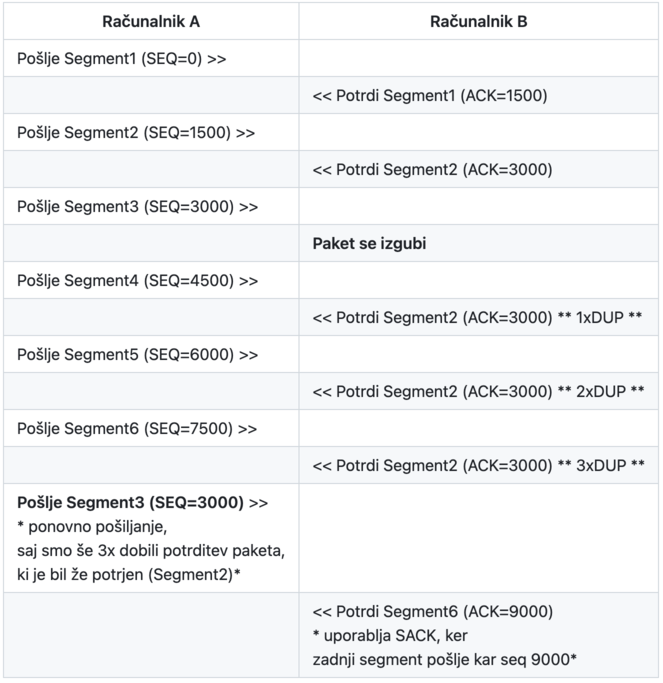 Računalnik A
Računalnik B
Pošlje Segment1 (SEQ=0) >>
<< Potrdi Segment1 (ACK=1500)
Pošlje Segment2 (SEQ=1500) >>
<< Potrdi Segment2 (ACK=3000)
Pošlje Segment3 (SEQ=3000) >>
Paket se izgubi
Pošlje Segment4 (SEQ=4500) >>
<< Potrdi Segment2 (ACK=3000) ** 1xDUP **
Pošlje Segment5 (SEQ=6000) >>
<< Potrdi Segment2 (ACK=3000) ** 2xDUP **
Pošlje Segment6 (SEQ=7500) >>
<< Potrdi Segment2 (ACK=3000) ** 3xDUP **
Pošlje Segment3 (SEQ=3000) >>
* ponovno pošiljanje,
saj smo še 3x dobili potrditev paketa,
ki je bil že potrjen (Segment2)*
<< Potrdi Segment6 (ACK=9000)
* uporablja SACK, ker
zadnji segment pošlje kar seq 9000*